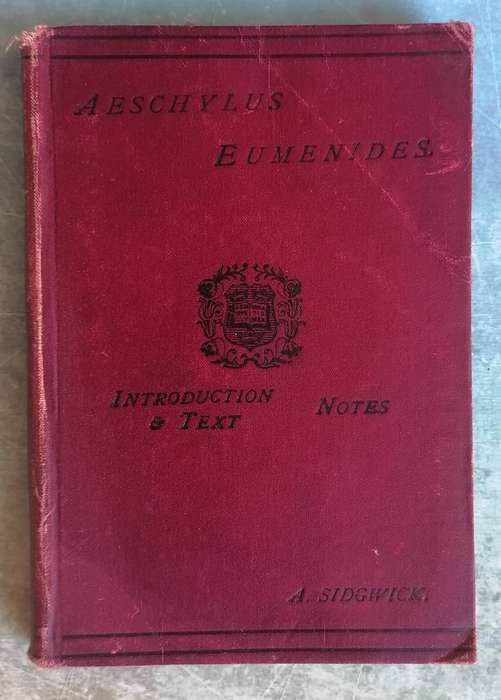 AESCHYLUS
EUMENIDES.
INTRODUCTION
& TEXT
NOTES
A. SIDGWICK.